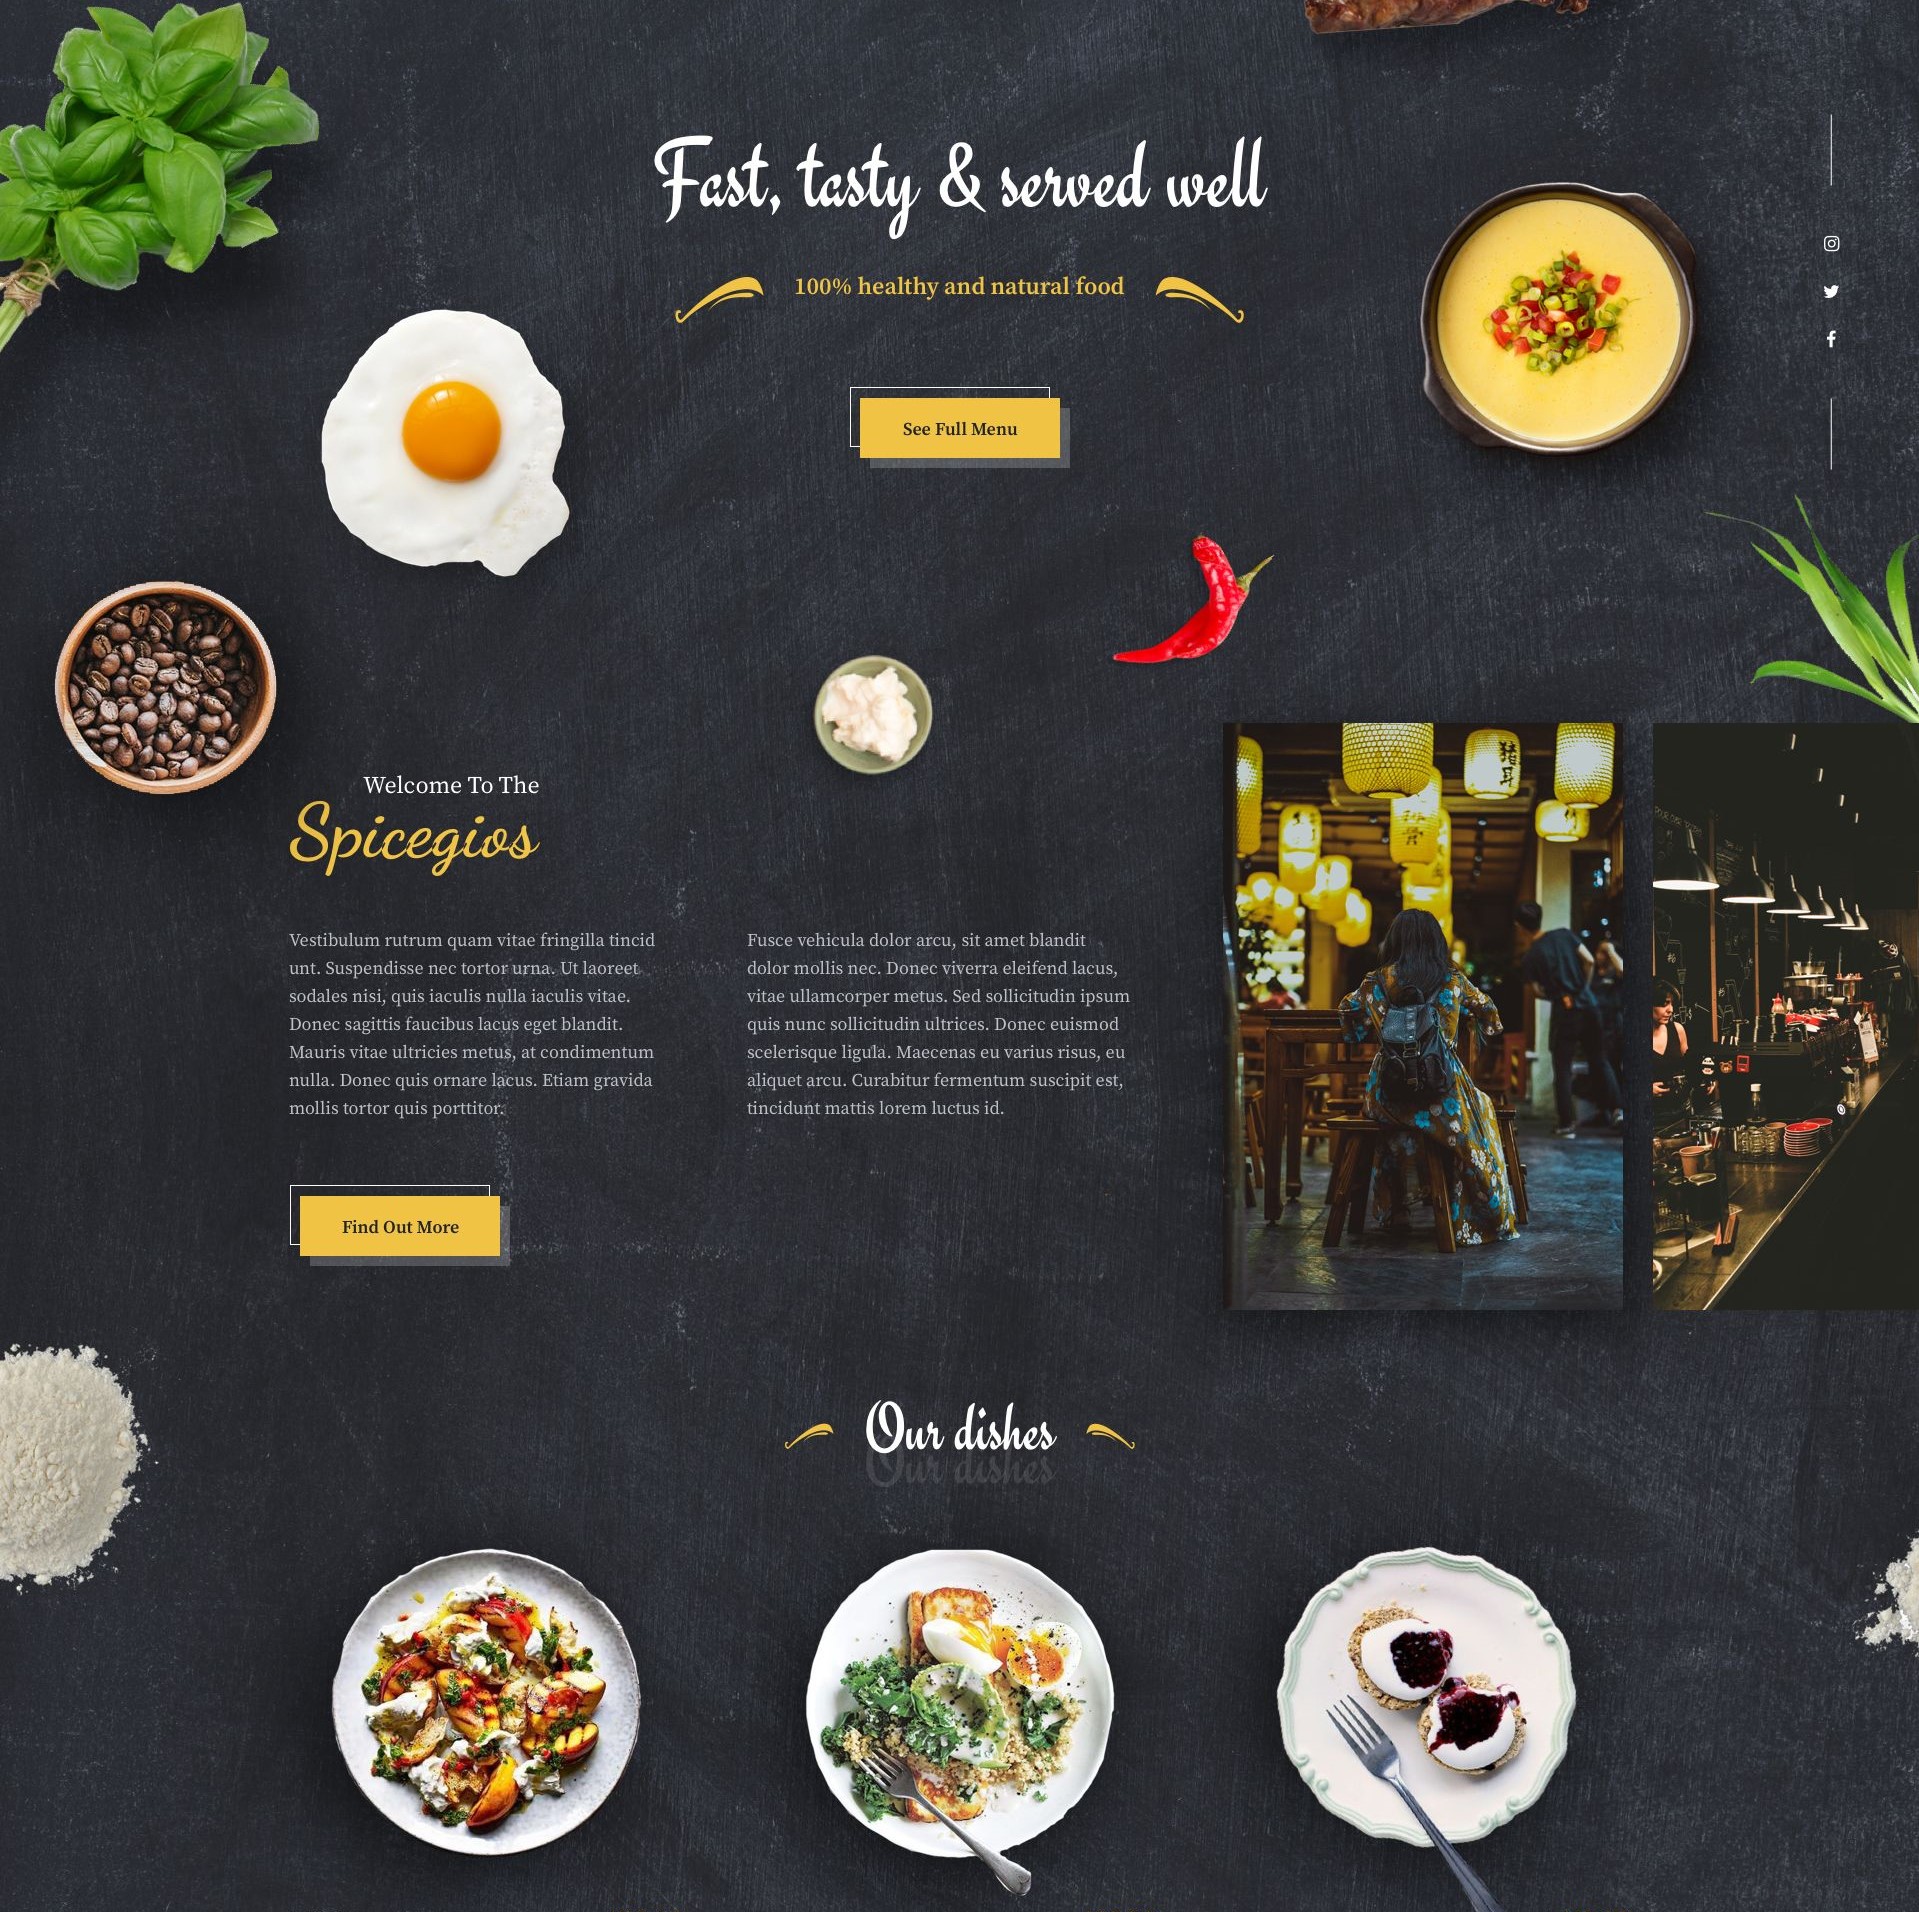 Fast, tasty & served well
100% healthy and natural food
See Full Menu
Welcome To The
Spicegios
Vestibulum rutrum quam vitae fringilla tincid
unt. Suspendisse nec tortor urna. Ut laoreet
sodales nisi, quis iaculis nulla iaculis vitae.
Donec sagittis faucibus lacus eget blandit.
Mauris vitae ultricies metus, at condimentum
nulla. Donec quis ornare lacus. Etiam gravida
mollis tortor quis porttitor.
Fusce vehicula dolor arcu, sit amet blandit
dolor mollis nec. Donec viverra eleifend lacus,
vitae ullamcorper metus. Sed sollicitudin ipsum
quis nunc sollicitudin ultrices. Donec euismod
scelerisque ligula. Maecenas eu varius risus, eu
aliquet arcu. Curabitur fermentum suscipit est,
tincidunt mattis lorem luctus id.
Find Out More
Our dishes
Our dishes